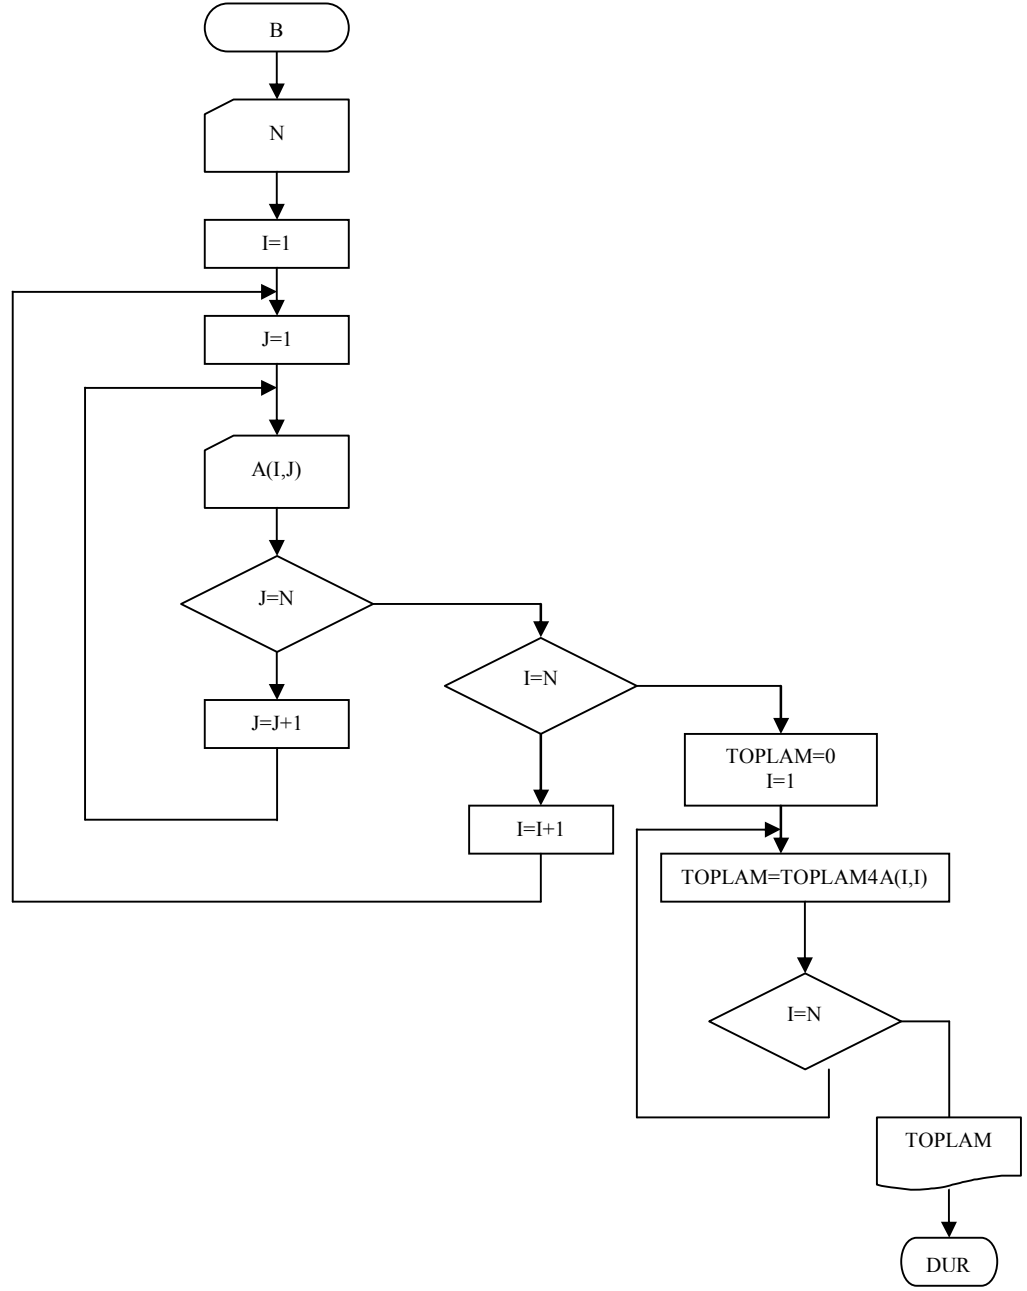 B
N
I=1
J=1
A(I,J)
J=N
I=N
J=J+1
TOPLAM=0
I=1
I=I+1
TOPLAM=TOPLAM4A(I,I)
I=N
TOPLAM
DUR